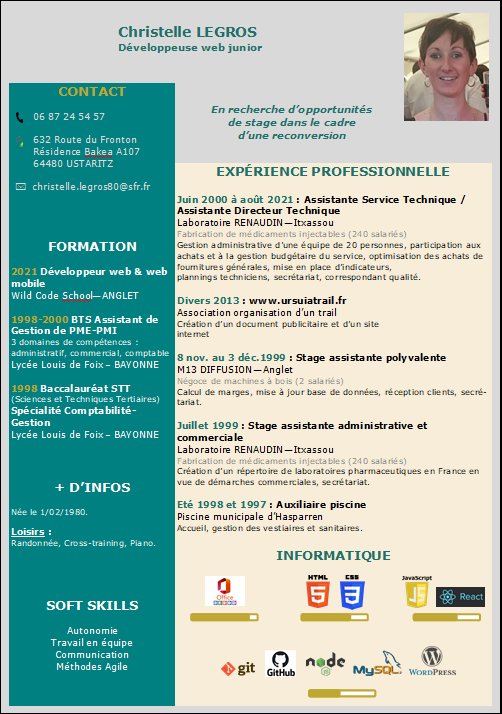 Christelle LEGROS
Développeuse web junior
En recherche d’opportunités
de stage dans le cadre
d’une reconversion
CONTACT
06 87 24 54 57
632 Route du Fronton
Résidence Bakea A107
64480 USTARITZ
christelle.legros80@sfr.fr
FORMATION
2021 Développeur web & web
mobile
Wild Code School—ANGLET
1998-2000 BTS Assistant de
Gestion de PME-PMI
3 domaines de compétences :
administratif, commercial, comptable
Lycée Louis de Foix – BAYONNE
1998 Baccalauréat STT
(Sciences et Techniques Tertiaires)
Spécialité Comptabilité-
Gestion
Lycée Louis de Foix – BAYONNE
+ D’INFOS
Née le 1/02/1980.
Loisirs :
Randonnée, Cross-training, Piano.
SOFT SKILLS
Autonomie
Travail en équipe
Communication
Méthodes Agile
EXPÉRIENCE PROFESSIONNELLE
Juin 2000 à août 2021 : Assistante Service Technique /
Assistante Directeur Technique
Laboratoire RENAUDIN—Itxassou
Fabrication de médicaments injectables (240 salariés)
Gestion administrative d’une équipe de 20 personnes, participation aux
achats et à la gestion budgétaire du service, optimisation des achats de
fournitures générales, mise en place d’indicateurs,
plannings techniciens, secrétariat, correspondant qualité.
Divers 2013 : www.ursuiatrail.fr
Association organisation d’un trail
Création d’un document publicitaire et d’un site
internet
8 nov. au 3 déc.1999 : Stage assistante polyvalente
M13 DIFFUSION—Anglet
Négoce de machines à bois (2 salariés)
Calcul de marges, mise à jour base de données, réception clients, secré-
tariat.
Juillet 1999 : Stage assistante administrative et
commerciale
Laboratoire RENAUDIN—Itxassou
Fabrication de médicaments injectables (240 salariés)
Création d’un répertoire de laboratoires pharmaceutiques en France en
vue de démarches commerciales, secrétariat.
Eté 1998 et 1997 : Auxiliaire piscine
Piscine municipale d’Hasparren
Accueil, gestion des vestiaires et sanitaires.
INFORMATIQUE
Office
HTML
5
CSS
3
JavaScript
JS
React
git
GitHub
node
JS
MySQL
WORDPRESS